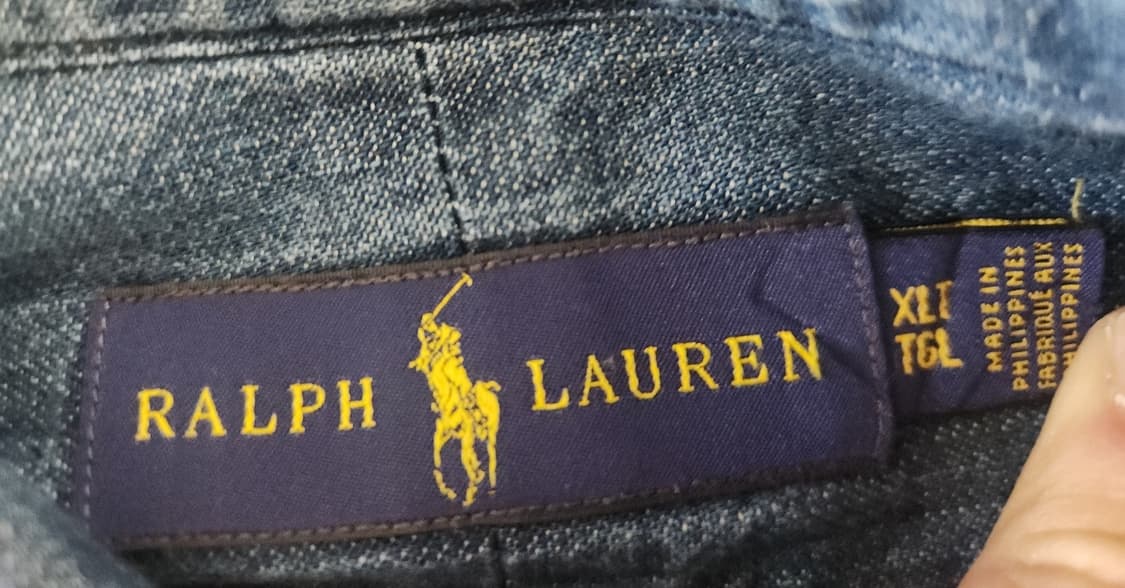 RALPH LAUREN
XLT
TGL
MADE IN
PHILIPPINES
FABRIQUÉ AUX
PHILIPPINES